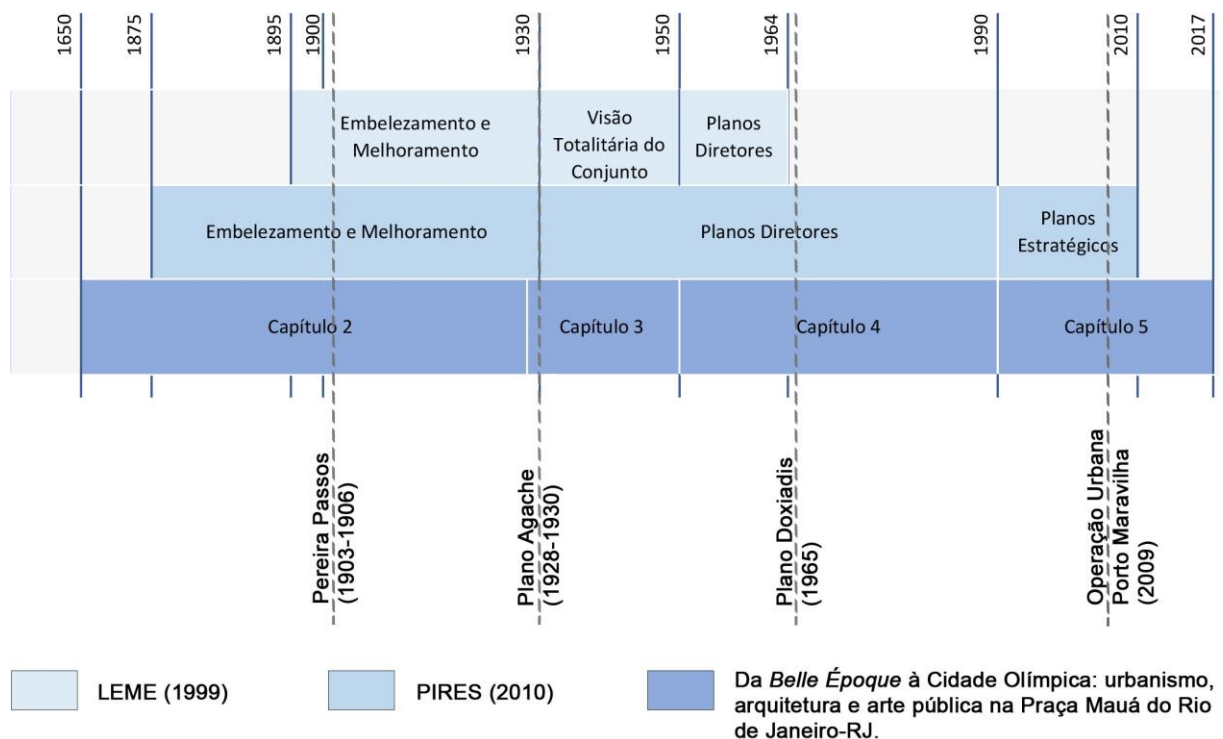 1650
1875
1895
1900
1930
1950
1964
1990
2010
2017
Embelezamento e
Melhoramento
Visão
Totalitária do
Conjunto
Planos
Diretores
Embelezamento e Melhoramento
Planos Diretores
Planos
Estratégicos
Capítulo 2
Capítulo 3
Capítulo 4
Capítulo 5
Pereira Passos
(1903-1906)
Plano Agache
(1928-1930)
Plano Doxiadis
(1965)
Operação Urbana
Porto Maravilha
(2009)
LEME (1999)
PIRES (2010)
Da Belle Époque à Cidade Olímpica: urbanismo,
arquitetura e arte pública na Praça Mauá do Rio
de Janeiro-RJ.